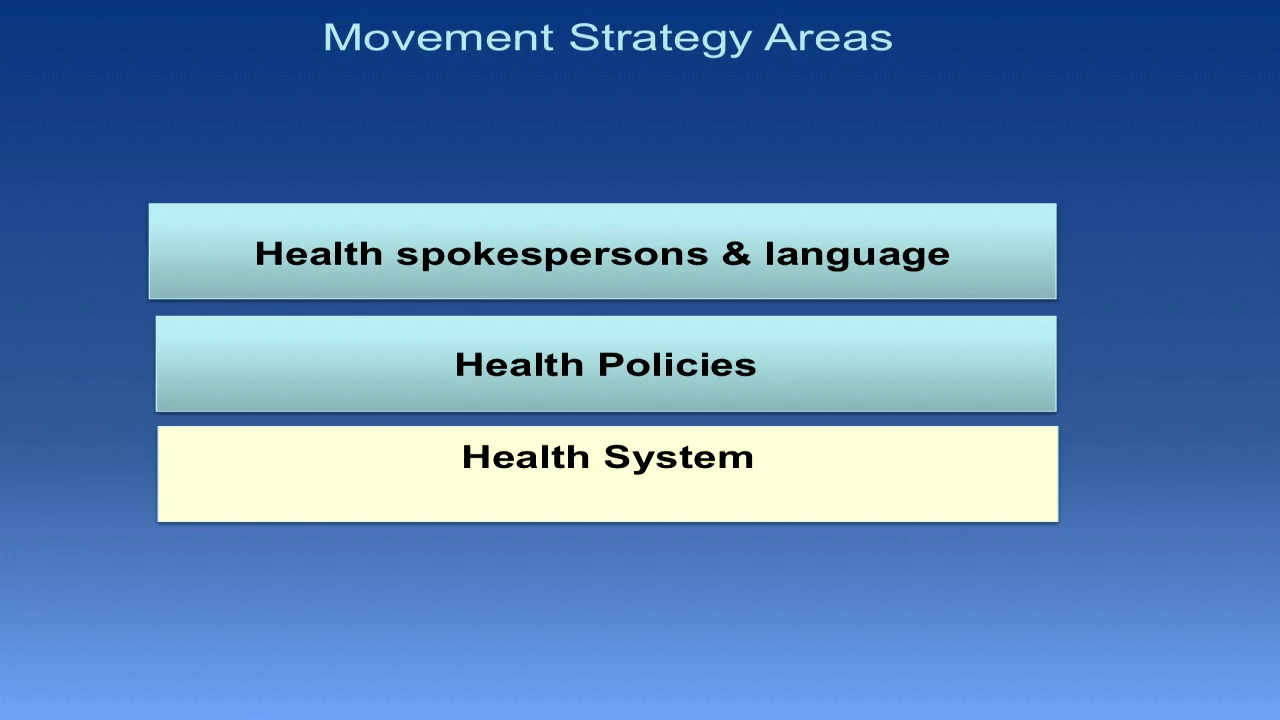 Movement Strategy Areas
Health spokespersons & language
Health Policies
Health System